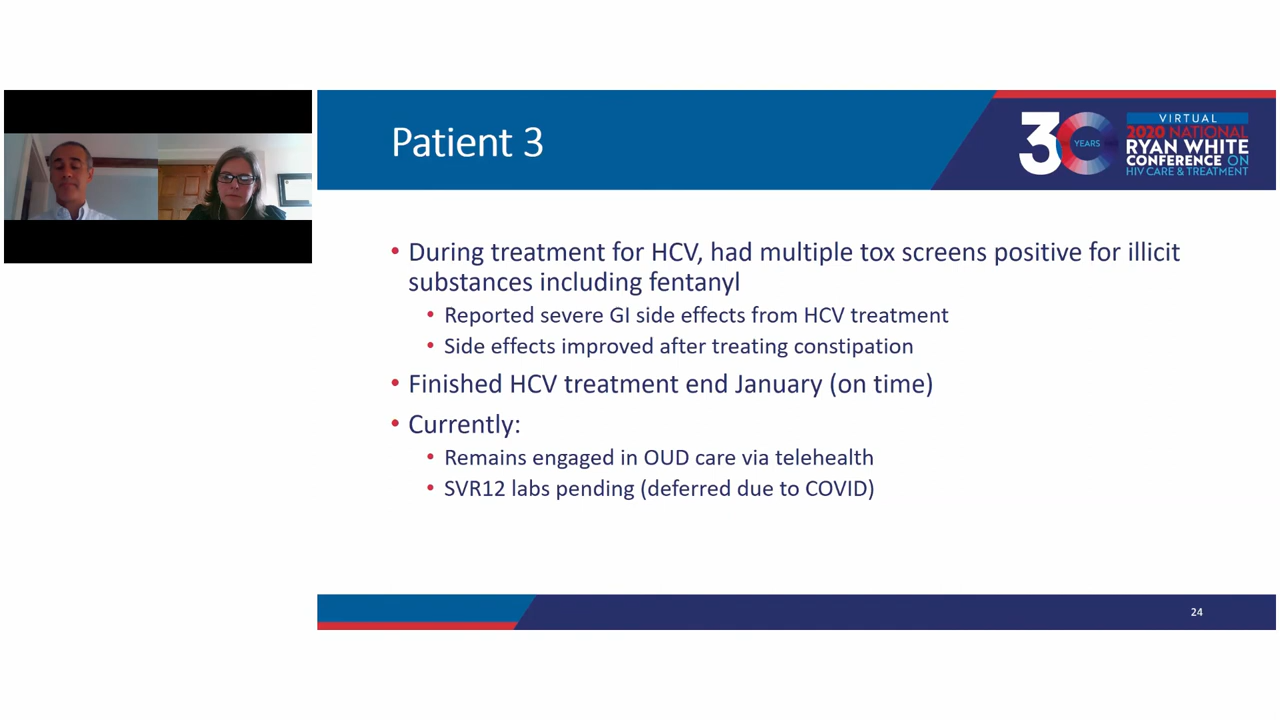 Patient 3
30
YEARS
VIRTUAL
2020 NATIONAL
RYAN WHITE
CONFERENCE ON
HIV CARE & TREATMENT
• During treatment for HCV, had multiple tox screens positive for illicit
substances including fentanyl
• Reported severe GI side effects from HCV treatment
• Side effects improved after treating constipation
• Finished HCV treatment end January (on time)
• Currently:
• Remains engaged in OUD care via telehealth
• SVR12 labs pending (deferred due to COVID)
24